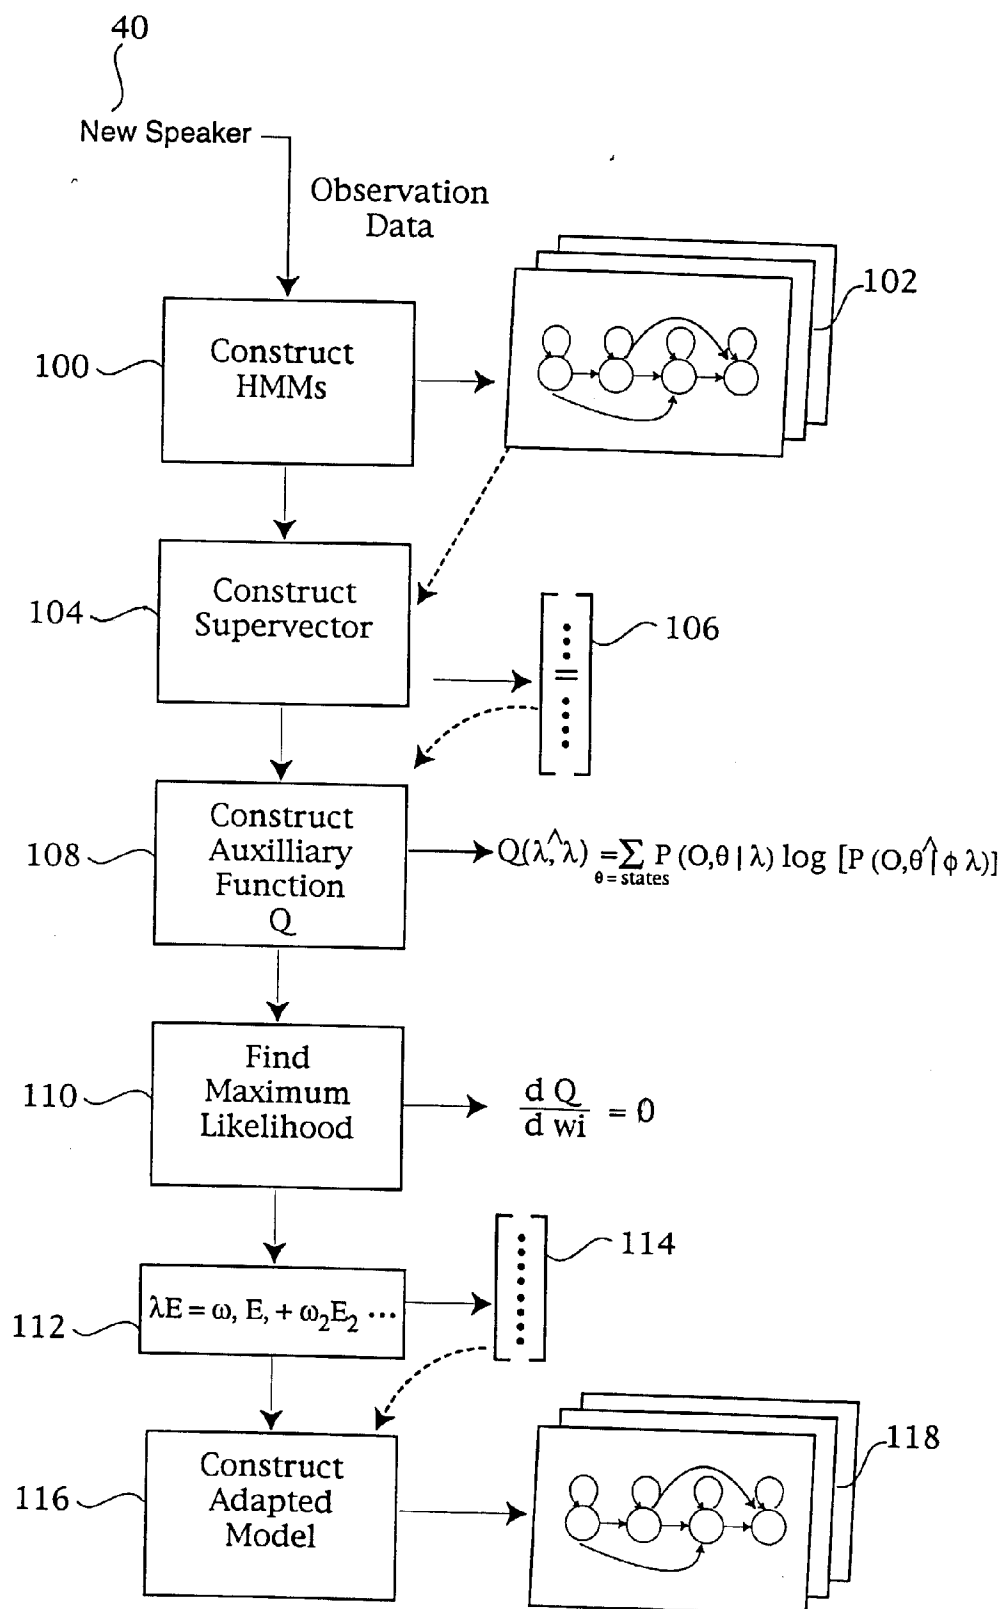 40
New Speaker
Observation
Data
102
100
Construct
HMMs
104
Construct
Supervector
106
108
Construct
Auxilliary
Function
Q
Q(λ,^λ) = Σ P (O,θ | λ) log [P (O,θ^| ϕ λ)]
θ = states
110
Find
Maximum
Likelihood
d Q
d wi
= 0
114
112
λE = ω, E, + ω₂E₂ ...
118
116
Construct
Adapted
Model